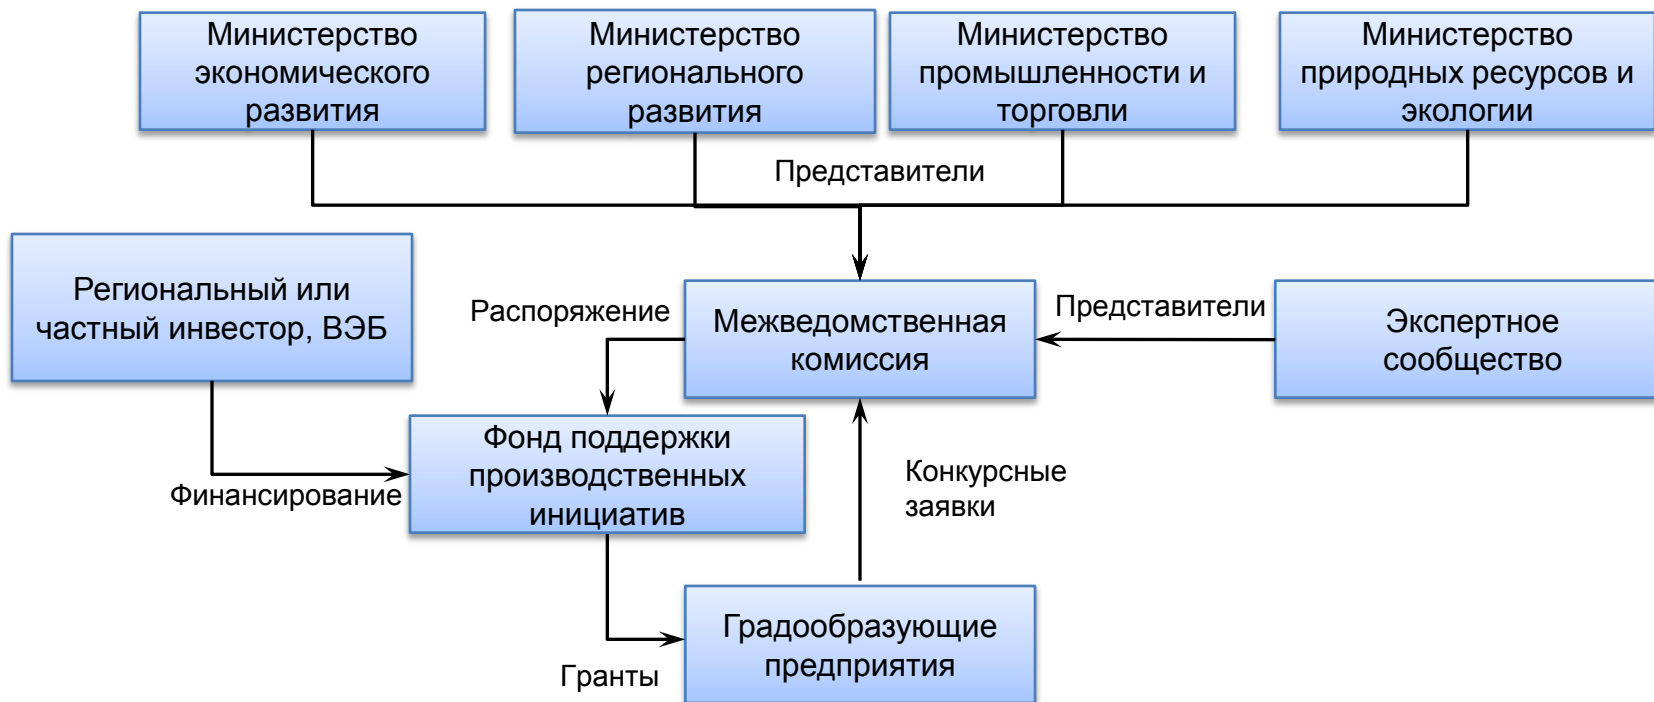 Министерство
экономического
развития
Министерство
регионального
развития
Министерство
промышленности и
торговли
Министерство
природных ресурсов и
экологии
Представители
Региональный или
частный инвестор, ВЭБ
Распоряжение
Межведомственная
комиссия
Представители
Экспертное
сообщество
Фонд поддержки
производственных
инициатив
Финансирование
Конкурсные
заявки
Градообразующие
предприятия
Гранты